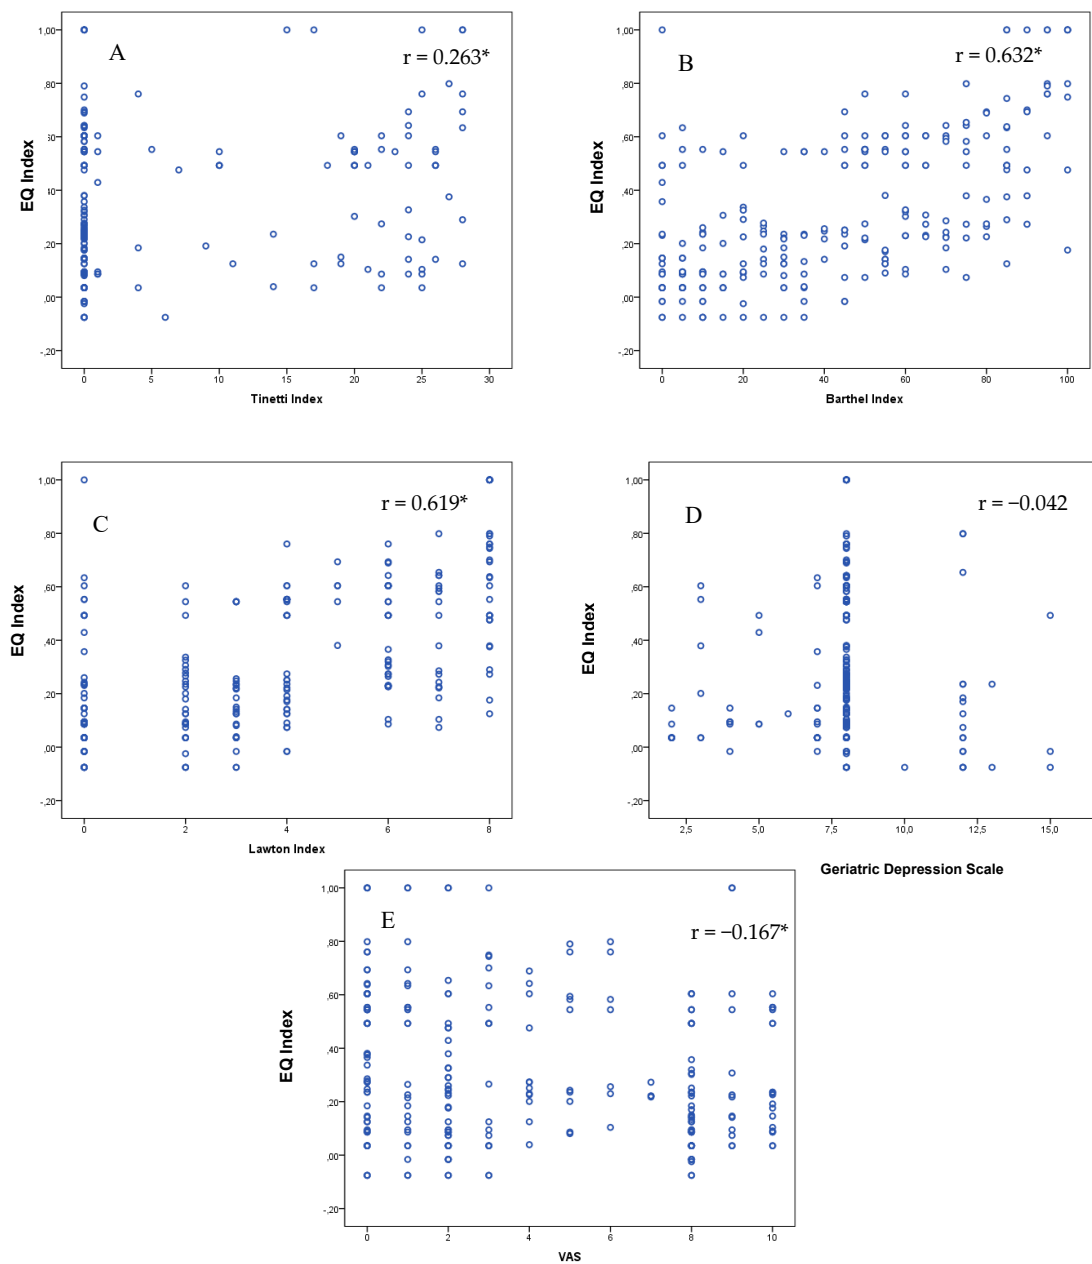 A
r = 0.263*
1,00
,80
,60
,40
,20
,00
-,20
EQ Index
0 5 10 15 20 25 30
Tinetti Index
B
r = 0.632*
1,00
,80
,60
,40
,20
,00
-,20
EQ Index
0 20 40 60 80 100
Barthel Index
C
r = 0.619*
1,00
,80
,60
,40
,20
,00
-,20
EQ Index
0 2 4 6 8
Lawton Index
D
r = −0.042
1,00
,80
,60
,40
,20
,00
-,20
EQ Index
2,5 5,0 7,5 10,0 12,5 15,0
Geriatric Depression Scale
E
r = −0.167*
1,00
,80
,60
,40
,20
,00
-,20
EQ Index
0 2 4 6 8 10
VAS